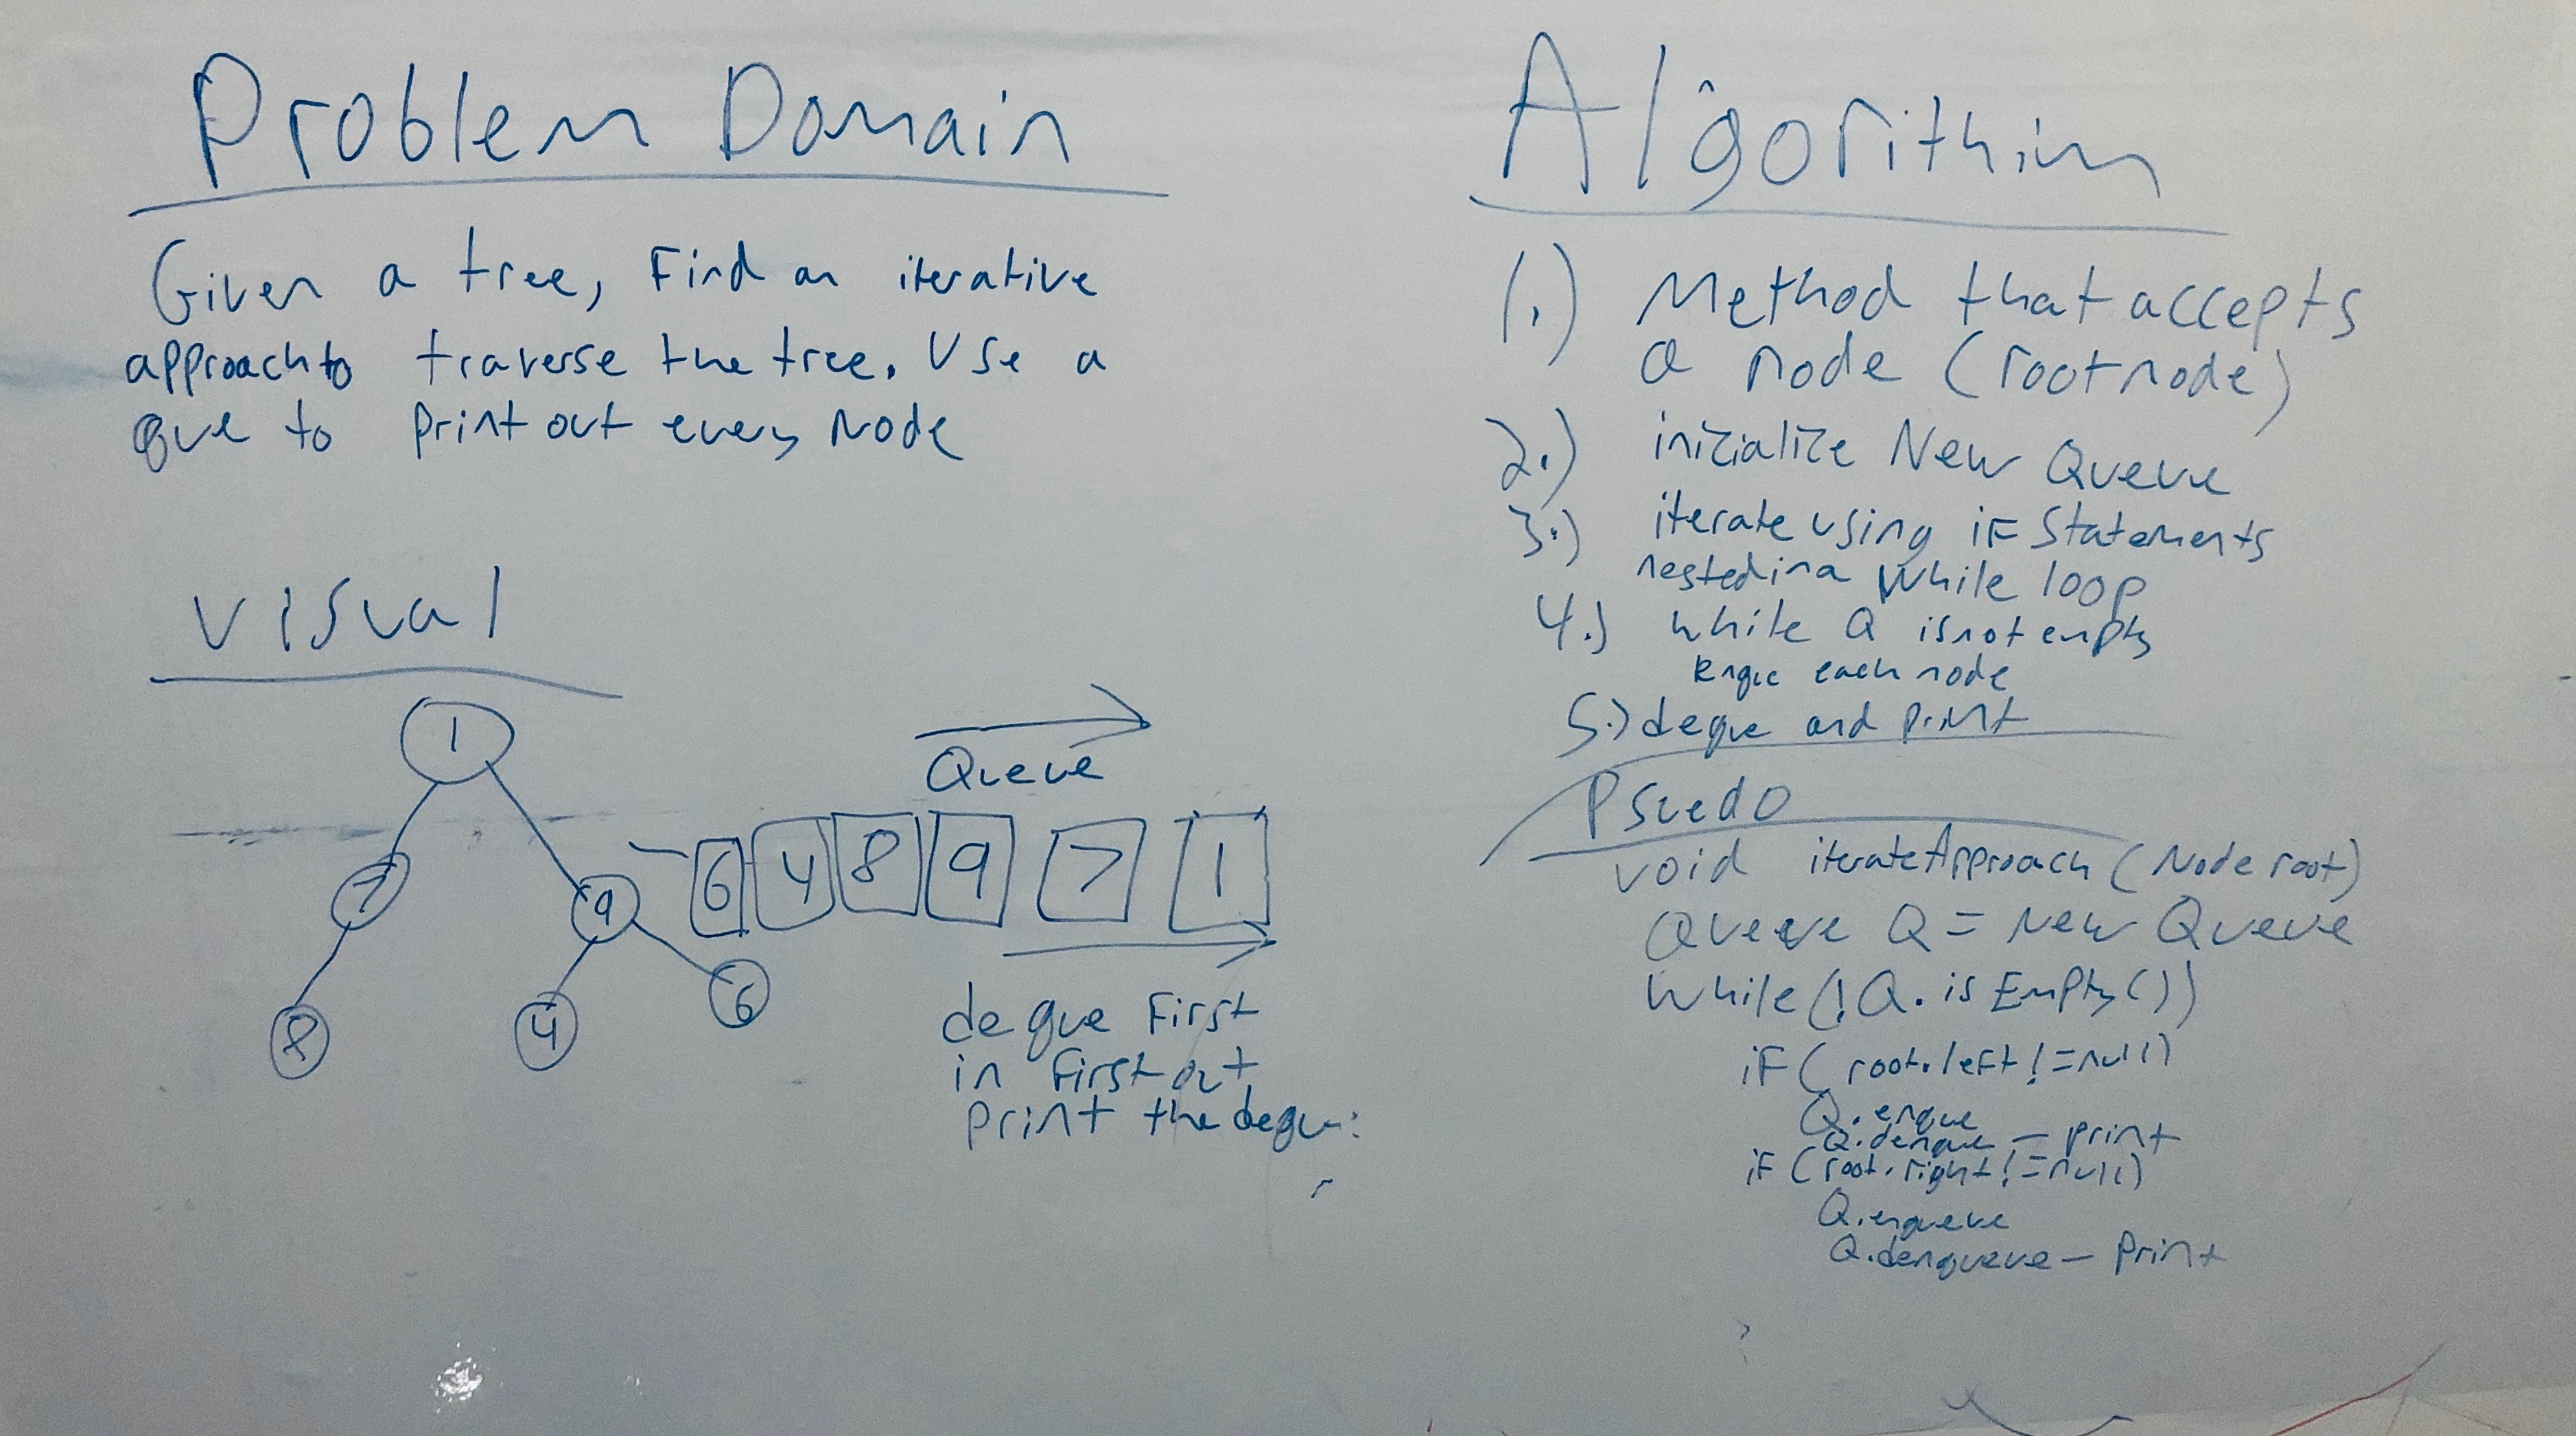 Problem Domain
Given a tree, Find an iterative
approach to traverse the tree. Use a
que to print out every Node
Visual
1
7
9
8
4
6
Queue
6 4 8 9 7 1
deque First
in first out
print the deque
Algorithim
1.) Method that accepts
a node (root node)
2.) inizialize New Queue
3.) iterate using if Statements
nested in a While loop
4.) while Q is not empty
Enque each node
5.) deque and print
Psuedo
void iterateApproach (Node root)
Queue Q = New Queue
While (!Q.isEmpty())
if (root.left != null)
Q.enque
Q.denque — print
if (root.right != null)
Q.enqueue
Q.denqueue — Print